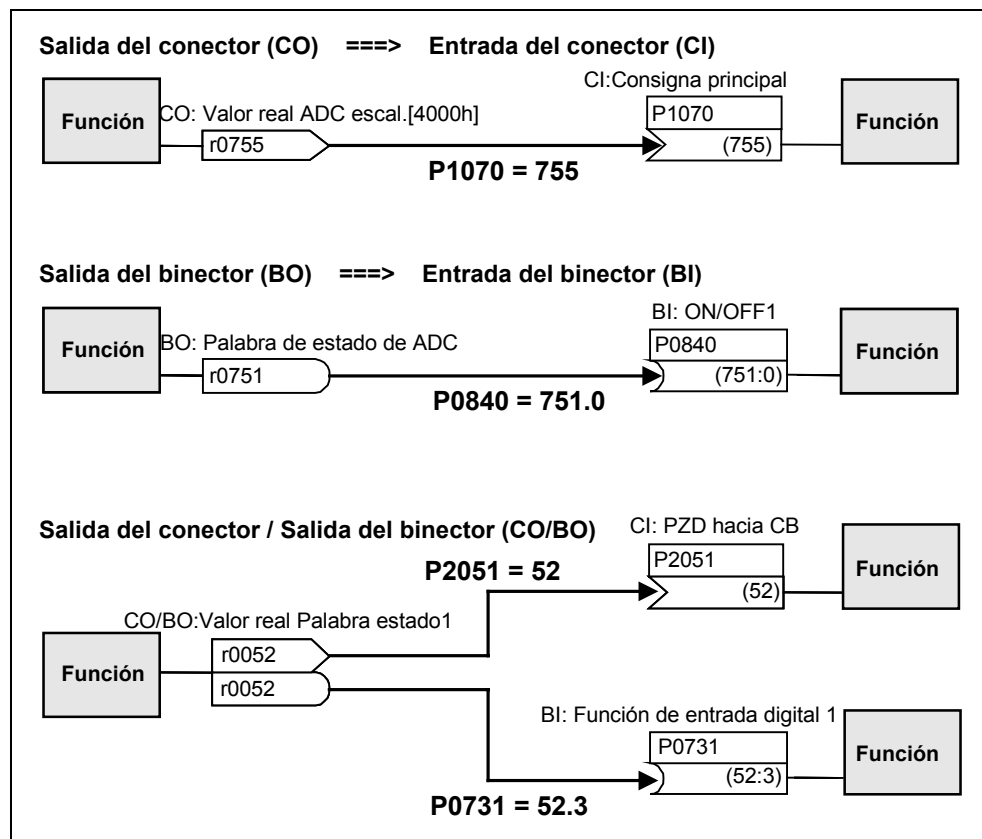 Salida del conector (CO) ===> Entrada del conector (CI)
CI:Consigna principal
Función
CO: Valor real ADC escal.[4000h]
r0755
P1070
(755)
Función
P1070 = 755
Salida del binector (BO) ===> Entrada del binector (BI)
BI: ON/OFF1
Función
BO: Palabra de estado de ADC
r0751
P0840
(751:0)
Función
P0840 = 751.0
Salida del conector / Salida del binector (CO/BO)
CI: PZD hacia CB
P2051 = 52
P2051
(52)
Función
CO/BO:Valor real Palabra estado1
Función
r0052
r0052
BI: Función de entrada digital 1
P0731
(52:3)
Función
P0731 = 52.3